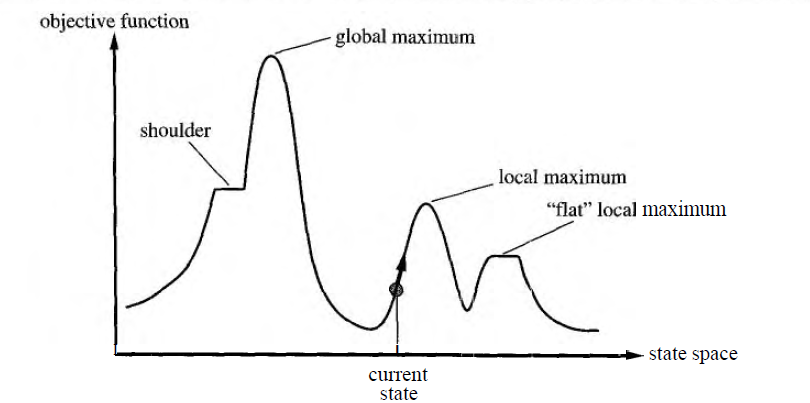 objective function
global maximum
shoulder
local maximum
“flat” local maximum
state space
current
state